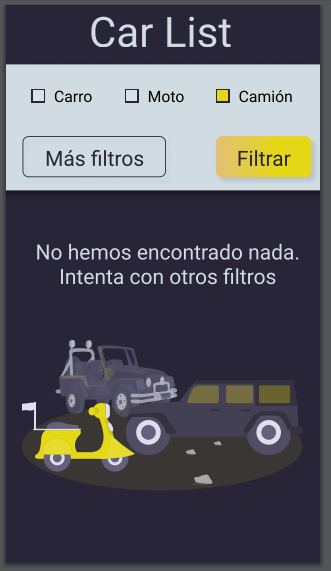 Car List
Carro Moto Camión
Más filtros Filtrar
No hemos encontrado nada.
Intenta con otros filtros